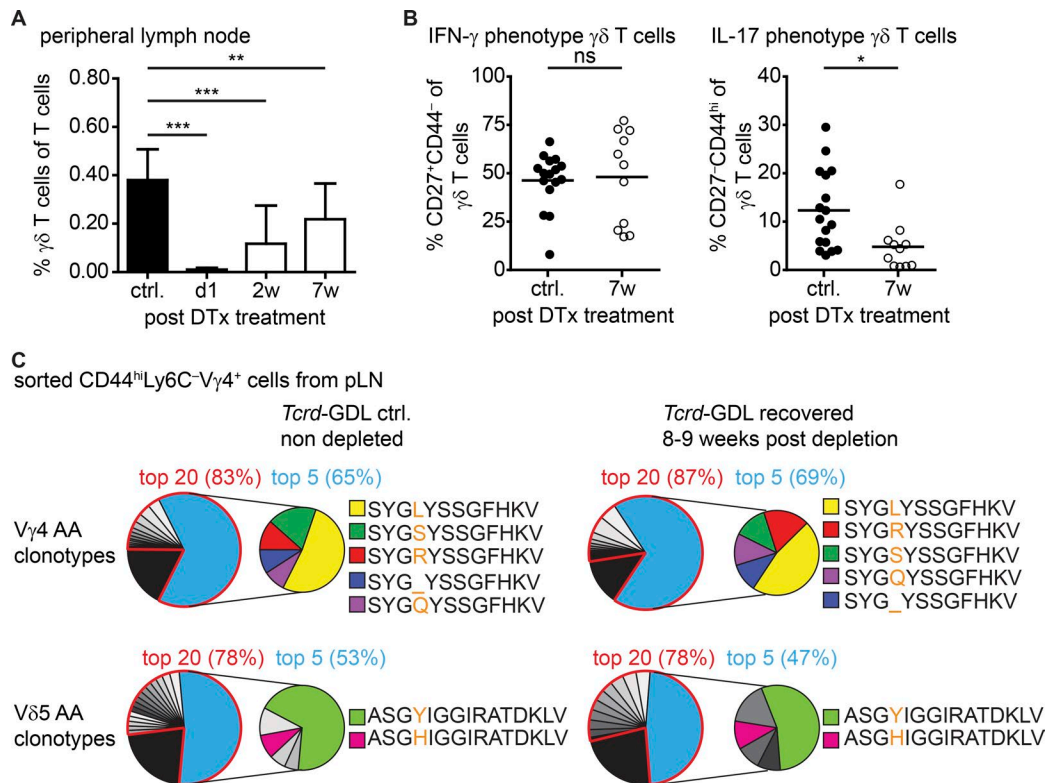 A
peripheral lymph node
**
***
***
0.80
0.60
0.40
0.20
0.00
% γδ T cells of T cells
ctrl. d1 2w 7w
post DTx treatment
B
IFN-γ phenotype γδ T cells
ns
100
75
50
25
0
% CD27⁺CD44⁻ of
γδ T cells
ctrl. 7w
post DTx treatment
IL-17 phenotype γδ T cells
*
40
30
20
10
0
% CD27⁻CD44ʰⁱ of
γδ T cells
ctrl. 7w
post DTx treatment
C
sorted CD44ʰⁱLy6C⁻Vγ4⁺ cells from pLN
Tcrd-GDL ctrl.
non depleted
Tcrd-GDL recovered
8-9 weeks post depletion
Vγ4 AA
clonotypes
top 20 (83%) top 5 (65%)
SYGLYSSGFHKV
SYGSYSSGFHKV
SYGRYSSGFHKV
SYG_YSSGFHKV
SYGQYSSGFHKV
top 20 (87%) top 5 (69%)
SYGLYSSGFHKV
SYGRYSSGFHKV
SYGSYSSGFHKV
SYGQYSSGFHKV
SYG_YSSGFHKV
Vδ5 AA
clonotypes
top 20 (78%) top 5 (53%)
ASGYIGGIRATDKLV
ASGHIGGIRATDKLV
top 20 (78%) top 5 (47%)
ASGYIGGIRATDKLV
ASGHIGGIRATDKLV